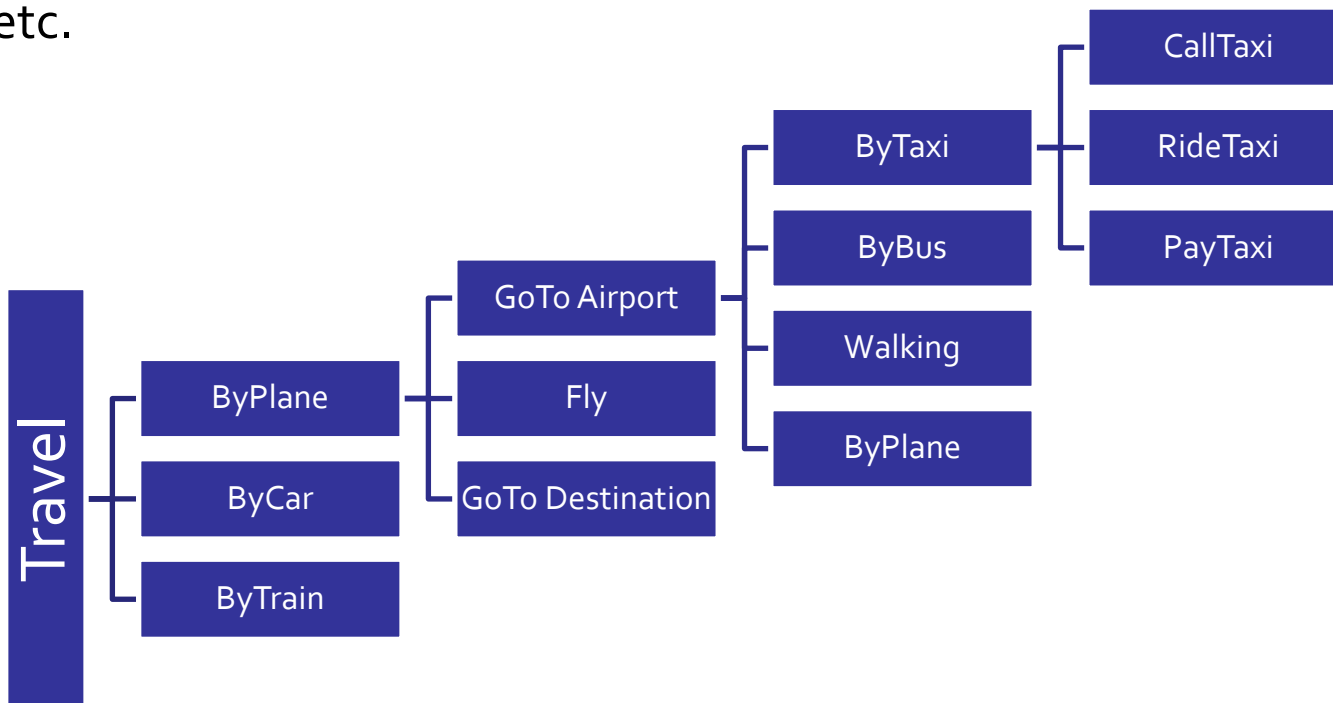 etc.
Travel
ByPlane
ByCar
ByTrain
GoTo Airport
Fly
GoTo Destination
ByTaxi
ByBus
Walking
ByPlane
CallTaxi
RideTaxi
PayTaxi